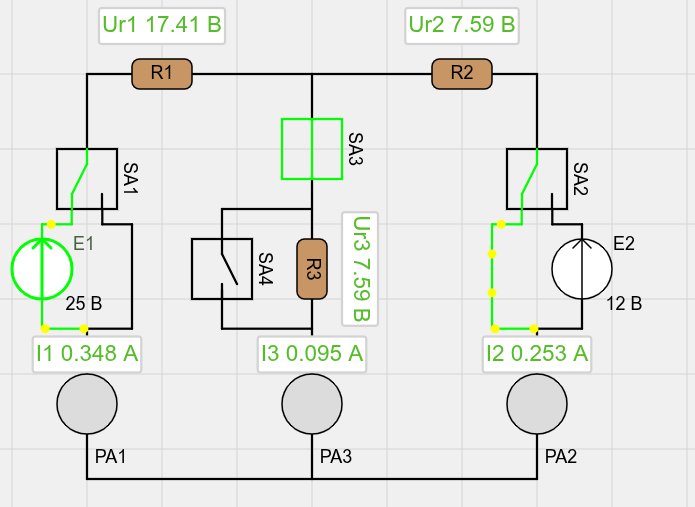 Ur1 17.41 В
Ur2 7.59 В
R1
R2
SA1
SA3
SA2
E1
25 В
SA4
R3
Ur3 7.59 В
E2
12 В
I1 0.348 А
I3 0.095 А
I2 0.253 А
PA1
PA3
PA2